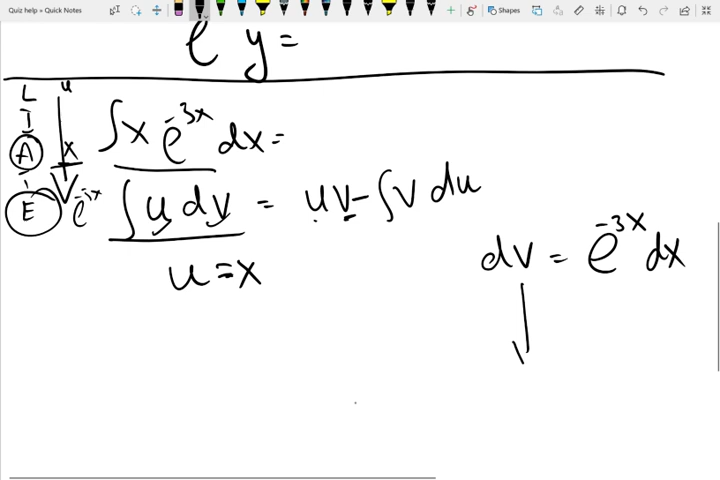 Quiz help » Quick Notes
Shapes
e^y =
L
I
A
T
E
u
x
e^{-3x}
∫x e^{-3x} dx =
∫u dv = uv - ∫v du
u = x
dv = e^{-3x} dx